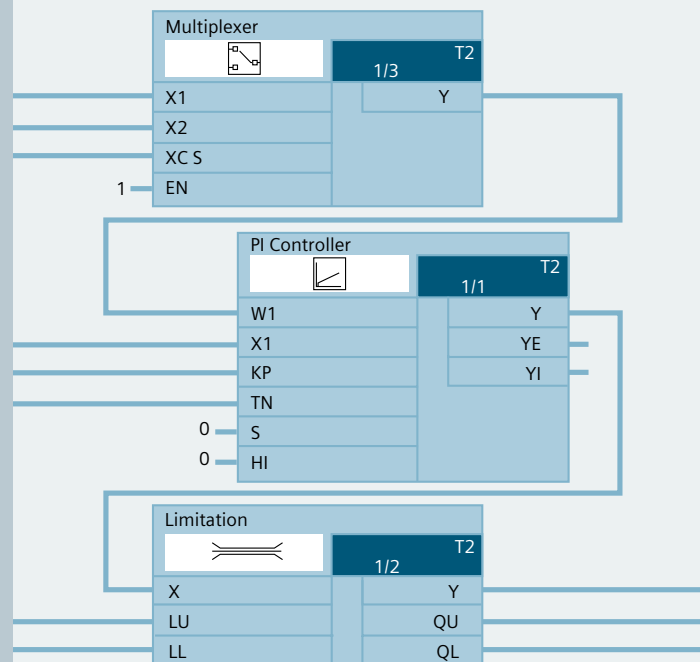 Multiplexer
T2
1/3
X1
Y
X2
XC S
1
EN
PI Controller
T2
1/1
W1
Y
X1
YE
KP
YI
TN
0
S
0
HI
Limitation
T2
1/2
X
Y
LU
QU
LL
QL